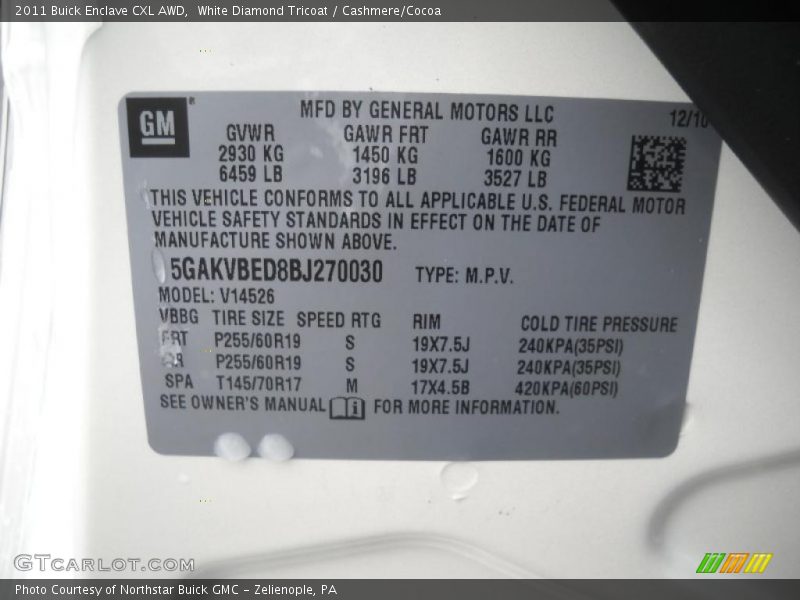 2011 Buick Enclave CXL AWD,  White Diamond Tricoat / Cashmere/Cocoa
GM
MFD BY GENERAL MOTORS LLC
12/10
GVWR GAWR FRT GAWR RR
2930 KG 1450 KG 1600 KG
6459 LB 3196 LB 3527 LB
THIS VEHICLE CONFORMS TO ALL APPLICABLE U.S. FEDERAL MOTOR
VEHICLE SAFETY STANDARDS IN EFFECT ON THE DATE OF
MANUFACTURE SHOWN ABOVE.
5GAKVBED8BJ270030 TYPE: M.P.V.
MODEL: V14526
VBBG TIRE SIZE SPEED RTG RIM COLD TIRE PRESSURE
FRT P255/60R19 S 19X7.5J 240KPA(35PSI)
RR P255/60R19 S 19X7.5J 240KPA(35PSI)
SPA T145/70R17 M 17X4.5B 420KPA(60PSI)
SEE OWNER'S MANUAL FOR MORE INFORMATION.
GTCARLOT.COM
Photo Courtesy of Northstar Buick GMC - Zelienople, PA